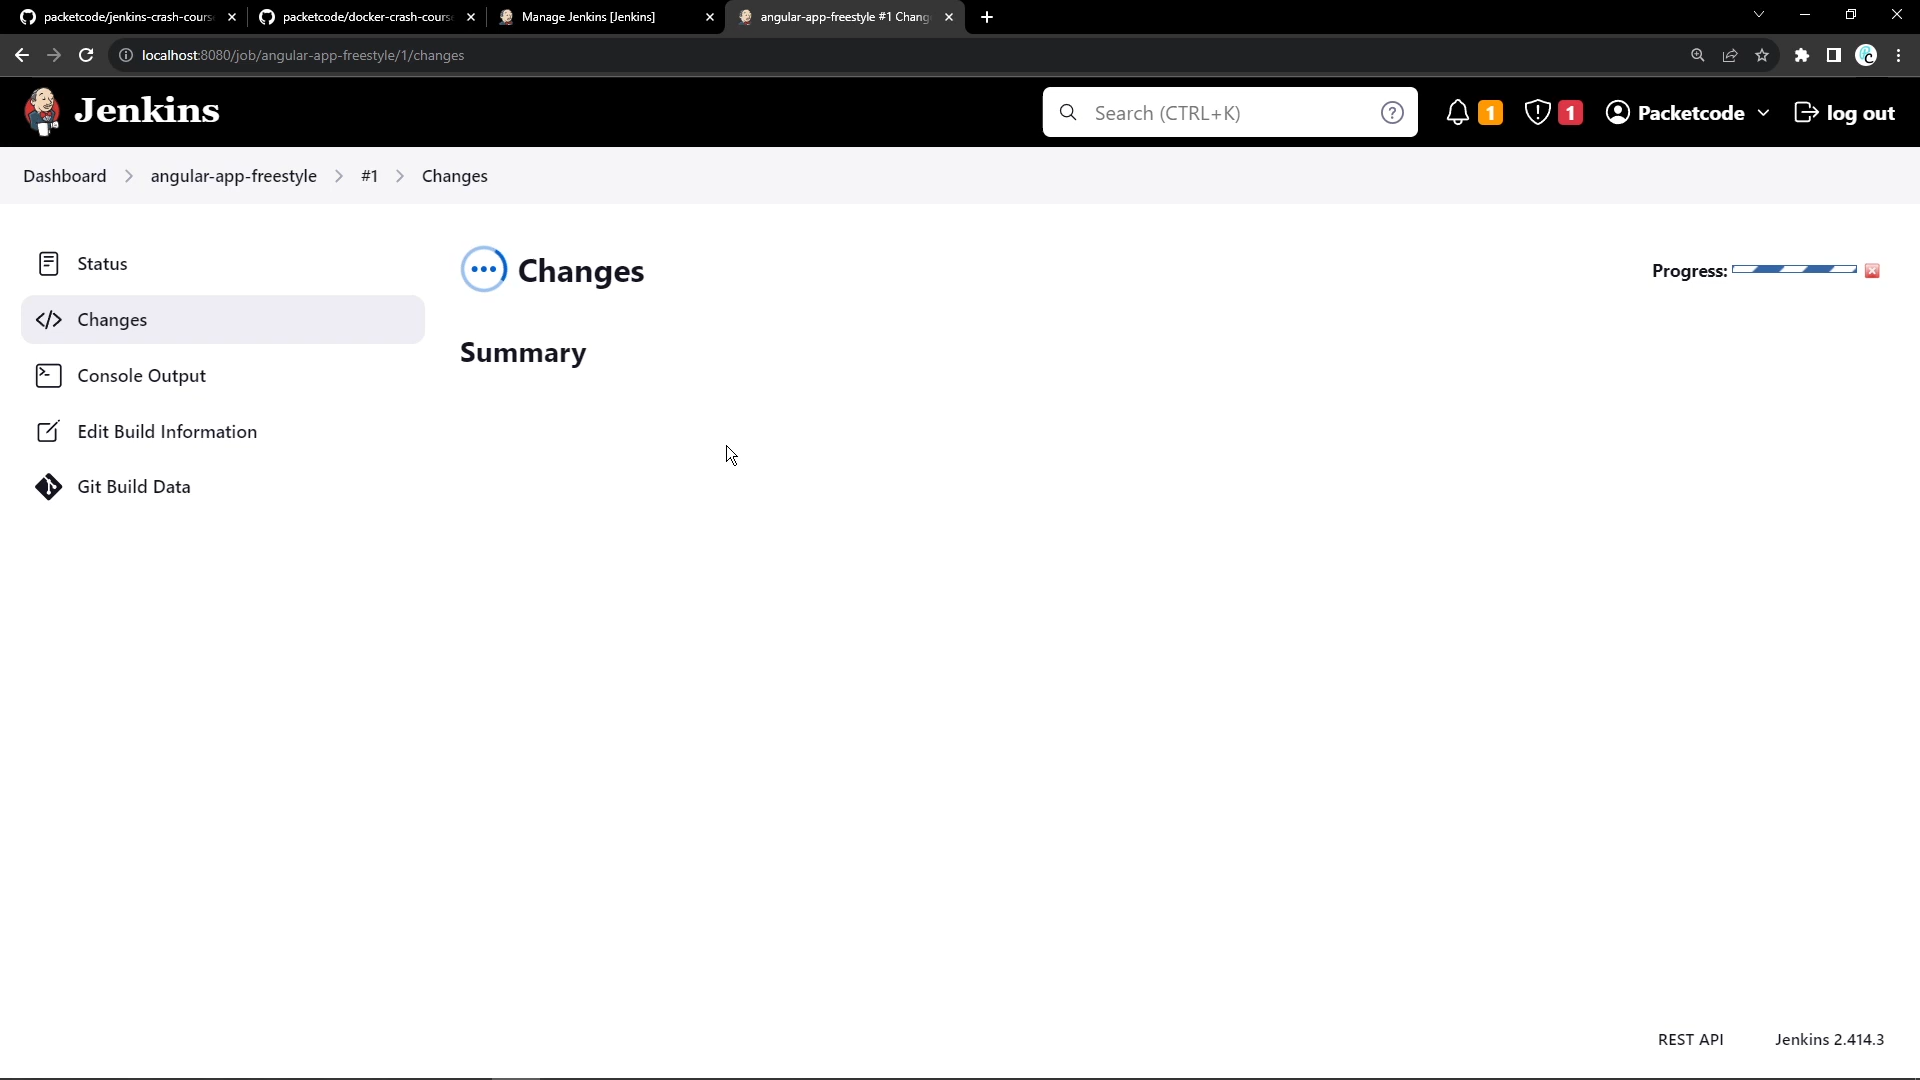 packetcode/jenkins-crash-cours
packetcode/docker-crash-cours
Manage Jenkins [Jenkins]
angular-app-freestyle #1 Chang
localhost:8080/job/angular-app-freestyle/1/changes
Jenkins
Search (CTRL+K)
1
1
Packetcode
log out
Dashboard > angular-app-freestyle > #1 > Changes
Status
Changes
Console Output
Edit Build Information
Git Build Data
Changes
Progress:
Summary
REST API
Jenkins 2.414.3